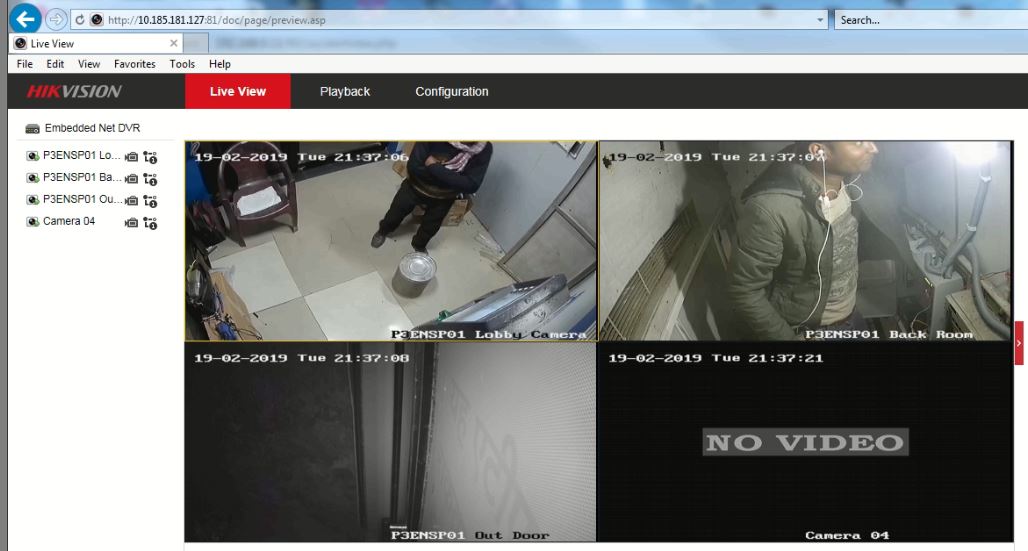 http://10.185.181.127:81/doc/page/preview.asp
Search...
Live View
File Edit View Favorites Tools Help
HIKVISION
Live View Playback Configuration
Embedded Net DVR
P3ENSP01 Lo...
P3ENSP01 Ba...
P3ENSP01 Ou...
Camera 04
19-02-2019 Tue 21:37:06
P3ENSP01 Lobby Camera
19-02-2019 Tue 21:37:07
P3ENSP01 Back Room
19-02-2019 Tue 21:37:08
P3ENSP01 Out Door
19-02-2019 Tue 21:37:21
NO VIDEO
Camera 04